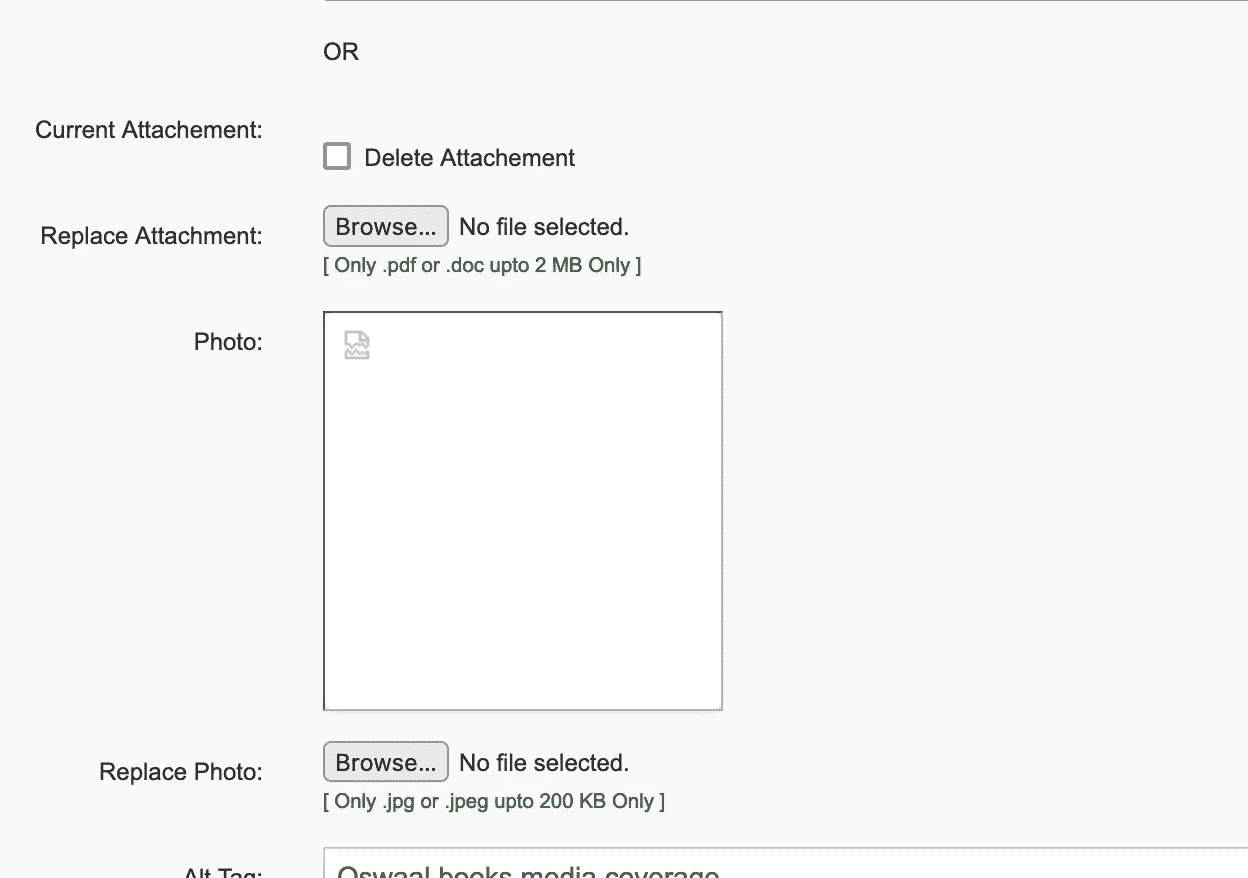 OR
Current Attachement:
Delete Attachement
Replace Attachment:
Browse... No file selected.
[ Only .pdf or .doc upto 2 MB Only ]
Photo:
Replace Photo:
Browse... No file selected.
[ Only .jpg or .jpeg upto 200 KB Only ]
Alt Tag:
Oswaal books media coverage